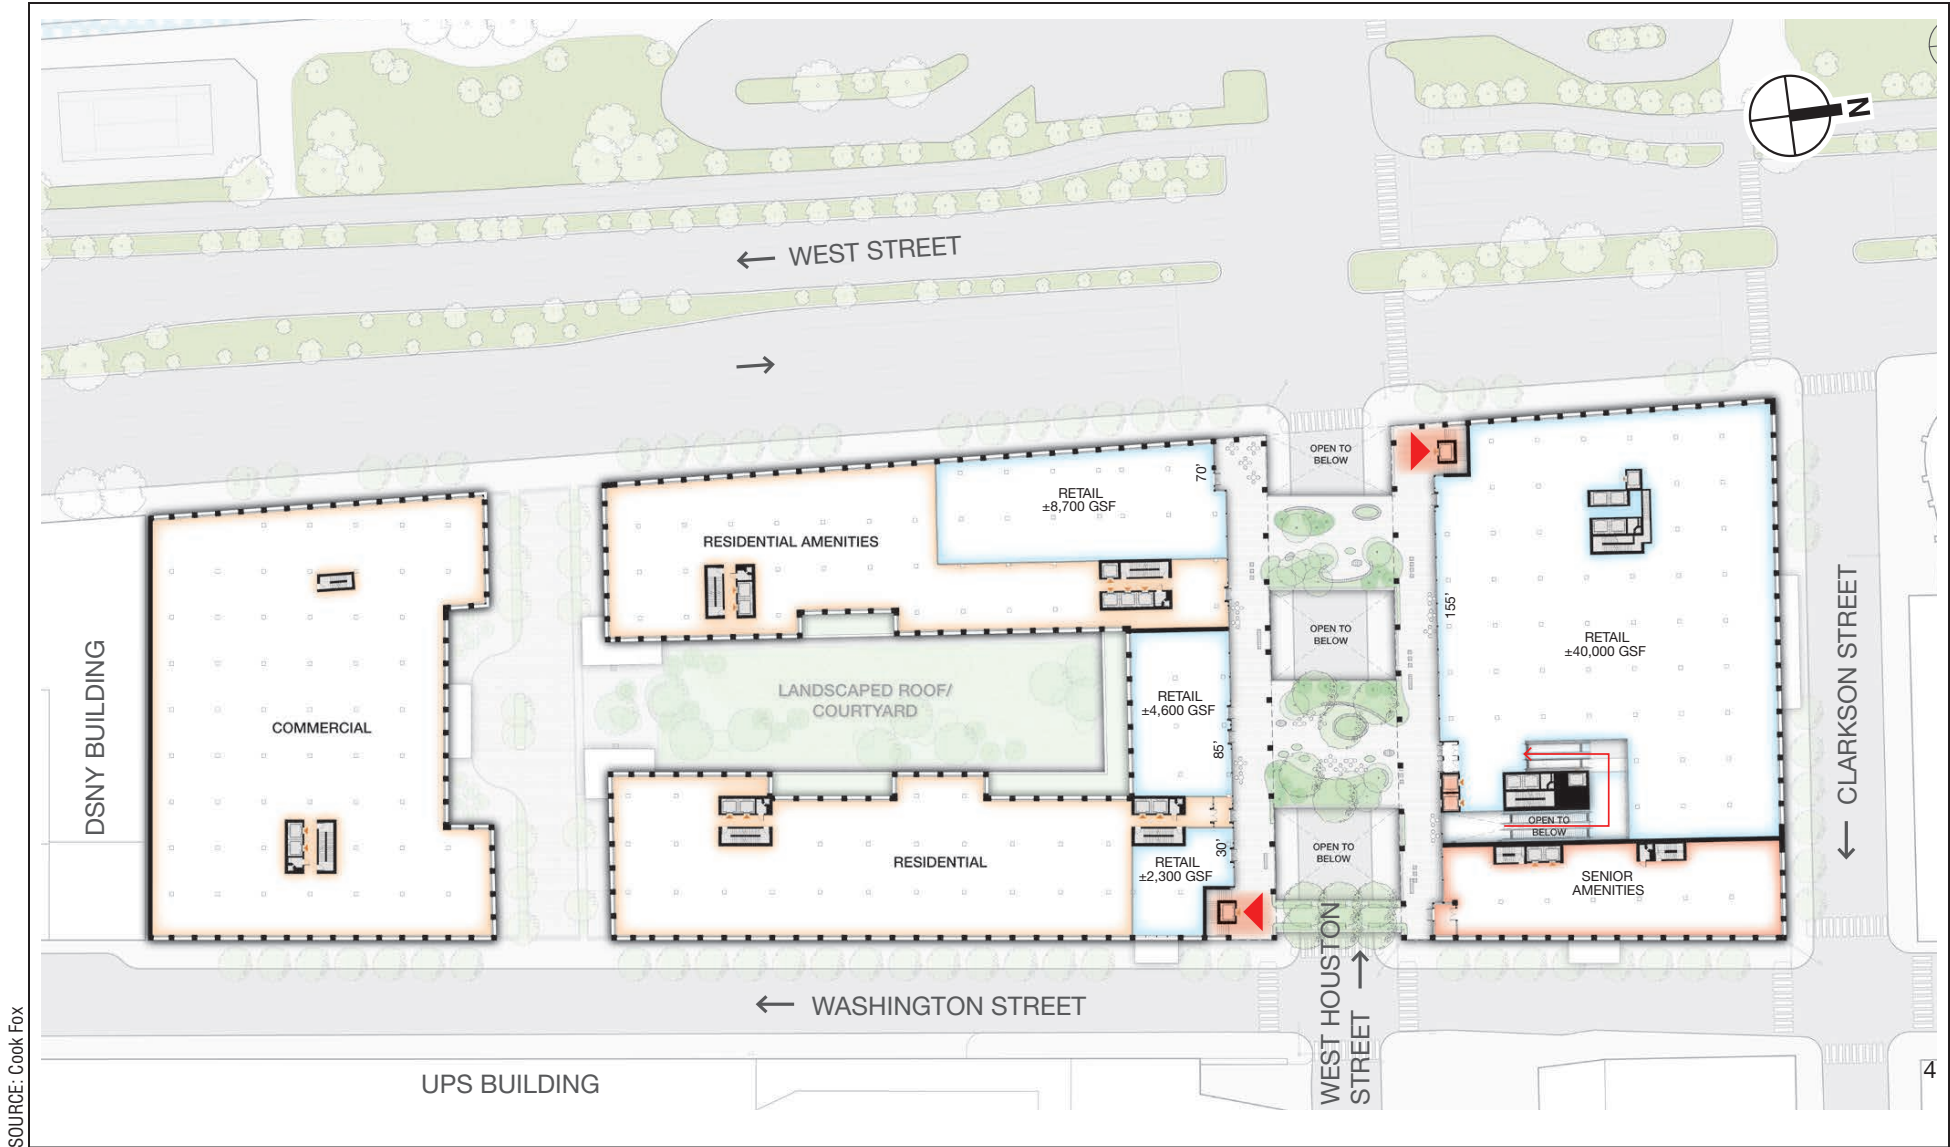 N
← WEST STREET
→
OPEN TO
BELOW
70'
RETAIL
±8,700 GSF
RESIDENTIAL AMENITIES
155'
OPEN TO
BELOW
RETAIL
±40,000 GSF
LANDSCAPED ROOF/
COURTYARD
RETAIL
±4,600 GSF
85'
COMMERCIAL
DSNY BUILDING
CLARKSON STREET
←
OPEN TO
BELOW
RESIDENTIAL
RETAIL
±2,300 GSF
30'
OPEN TO
BELOW
SENIOR
AMENITIES
← WASHINGTON STREET
WEST HOUSTON
STREET →
UPS BUILDING
4
SOURCE: Cook Fox